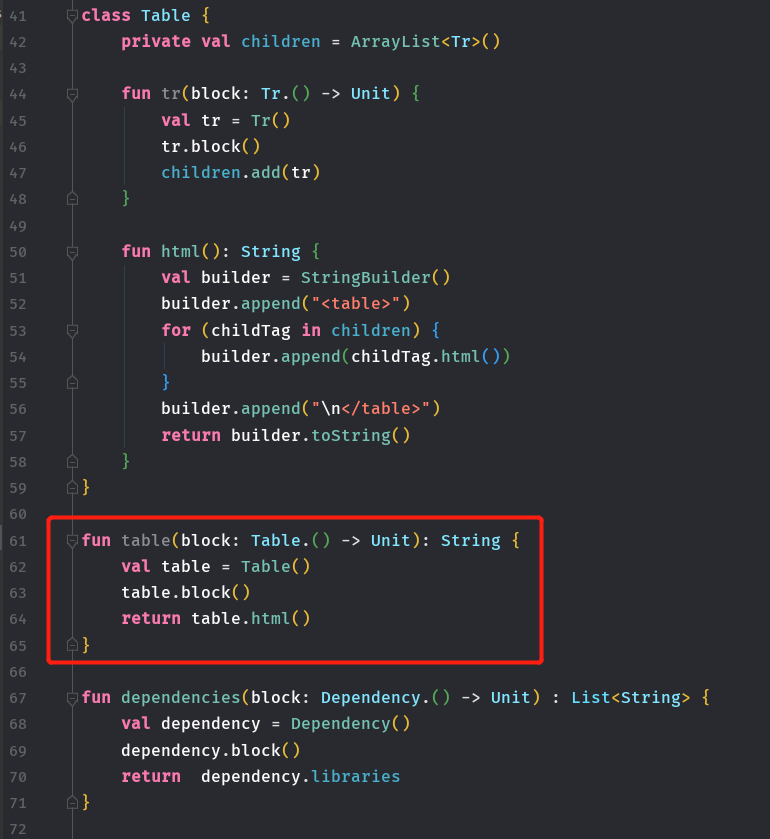 41 class Table {
42     private val children = ArrayList<Tr>()
43
44     fun tr(block: Tr.() -> Unit) {
45         val tr = Tr()
46         tr.block()
47         children.add(tr)
48     }
49
50     fun html(): String {
51         val builder = StringBuilder()
52         builder.append("<table>")
53         for (childTag in children) {
54             builder.append(childTag.html())
55         }
56         builder.append("\n</table>")
57         return builder.toString()
58     }
59 }
60
61 fun table(block: Table.() -> Unit): String {
62     val table = Table()
63     table.block()
64     return table.html()
65 }
66
67 fun dependencies(block: Dependency.() -> Unit) : List<String> {
68     val dependency = Dependency()
69     dependency.block()
70     return  dependency.libraries
71 }
72